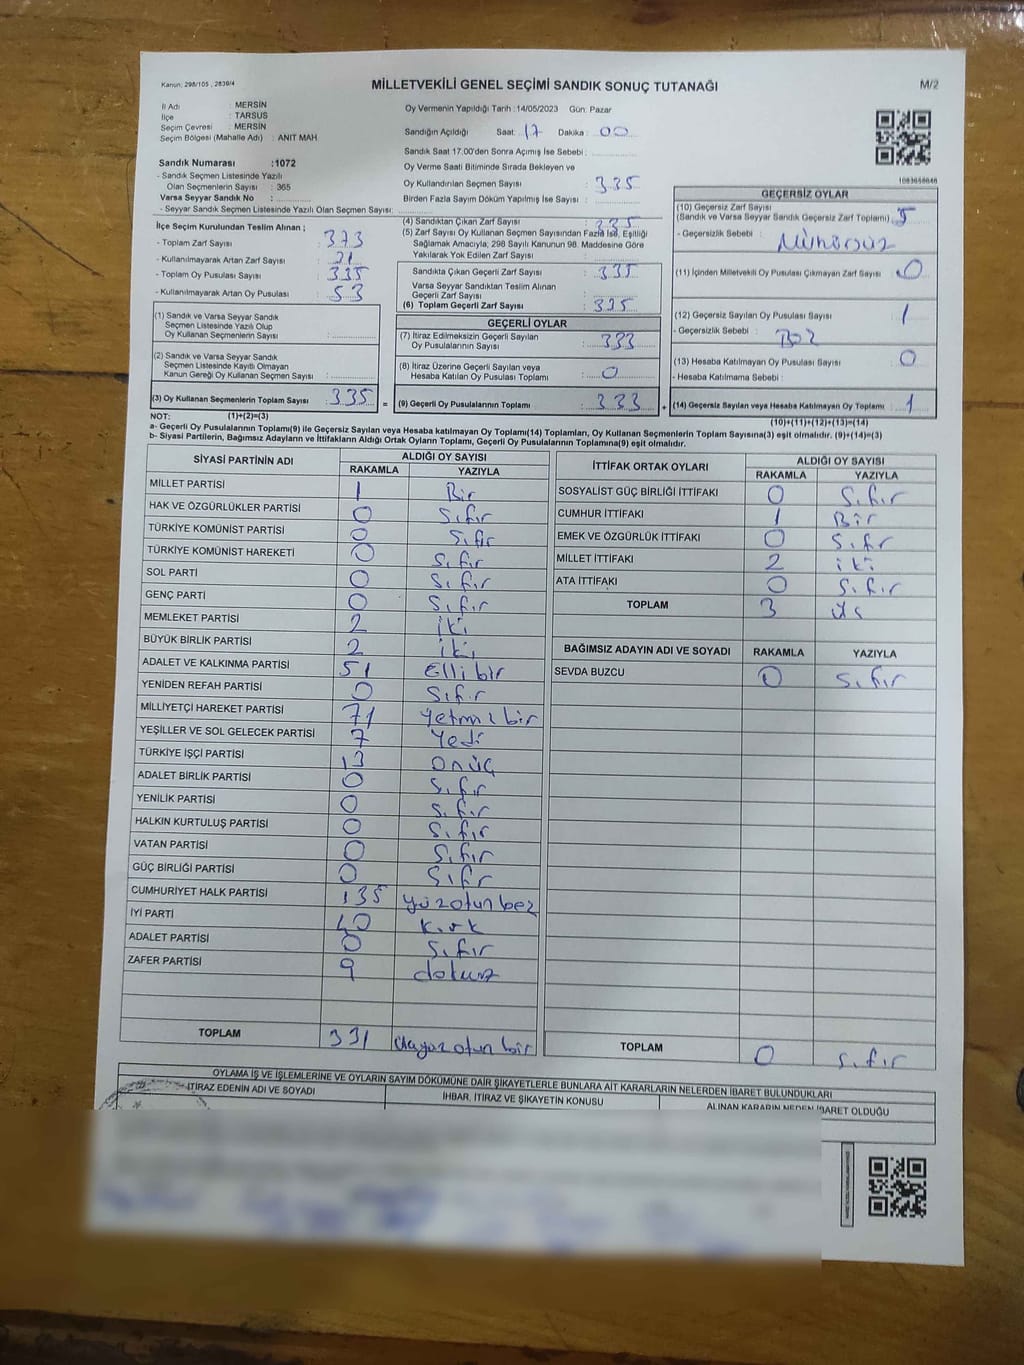 Kanun: 298/105 , 2839/4
MİLLETVEKİLİ GENEL SEÇİMİ SANDIK SONUÇ TUTANAĞI
M/2
İl Adı : MERSİN
İlçe : TARSUS
Seçim Çevresi : MERSİN
Seçim Bölgesi (Mahalle Adı) : ANIT MAH
Oy Vermenin Yapıldığı Tarih :14/05/2023 Gün: Pazar
Sandığın Açıldığı Saat: 17 Dakika : 00
Sandık Saat 17.00'den Sonra Açımış İse Sebebi :
Oy Verme Saati Bitiminde Sırada Bekleyen ve
Oy Kullandırılan Seçmen Sayısı : 335
Birden Fazla Sayım Döküm Yapılmış İse Sayısı :
Sandık Numarası :1072
- Sandık Seçmen Listesinde Yazılı
Olan Seçmenlerin Sayısı : 365
Varsa Seyyar Sandık No :
- Seyyar Sandık Seçmen Listesinde Yazılı Olan Seçmen Sayısı:
İlçe Seçim Kurulundan Teslim Alınan ;
- Toplam Zarf Sayısı : 373
- Kullanılmayarak Artan Zarf Sayısı :
- Toplam Oy Pusulası Sayısı : 335
- Kullanılmayarak Artan Oy Pusulası : 53
(1) Sandık ve Varsa Seyyar Sandık
Seçmen Listesinde Yazılı Olup
Oy Kullanan Seçmenlerin Sayısı :
(2) Sandık ve Varsa Seyyar Sandık
Seçmen Listesinde Kayıtlı Olmayan
Kanun Gereği Oy Kullanan Seçmen Sayısı :
(3) Oy Kullanan Seçmenlerin Toplam Sayısı : 335 =
(4) Sandıktan Çıkan Zarf Sayısı : 335
(5) Zarf Sayısı Oy Kullanan Seçmen Sayısından Fazla İse, Eşitliği
Sağlamak Amacıyla, 298 Sayılı Kanunun 98. Maddesine Göre
Yakılarak Yok Edilen Zarf Sayısı :
Sandıkta Çıkan Geçerli Zarf Sayısı : 335
Varsa Seyyar Sandıktan Teslim Alınan
Geçerli Zarf Sayısı :
(6) Toplam Geçerli Zarf Sayısı : 335
GEÇERLİ OYLAR
(7) İtiraz Edilmeksizin Geçerli Sayılan
Oy Pusulalarının Sayısı : 333
(8) İtiraz Üzerine Geçerli Sayılan veya
Hesaba Katılan Oy Pusulası Toplamı : 0
(9) Geçerli Oy Pusulalarının Toplamı : 333 +
1083658646
GEÇERSİZ OYLAR
(10) Geçersiz Zarf Sayısı
(Sandık ve Varsa Seyyar Sandık Geçersiz Zarf Toplamı) :
- Geçersizlik Sebebi : Mühürsüz
(11) İçinden Milletvekili Oy Pusulası Çıkmayan Zarf Sayısı : 0
(12) Geçersiz Sayılan Oy Pusulası Sayısı : 1
- Geçersizlik Sebebi : Boz
(13) Hesaba Katılmayan Oy Pusulası Sayısı : 0
- Hesaba Katılmama Sebebi :
(14) Geçersiz Sayılan veya Hesaba Katılmayan Oy Toplamı : 1
NOT: (1)+(2)=(3) (10)+(11)+(12)+(13)=(14)
a- Geçerli Oy Pusulaları Toplamı(9) ile Geçersiz Sayılan veya Hesaba katılmayan Oy Toplamı(14) Toplamları, Oy Kullanan Seçmenlerin Toplam Sayısına(3) eşit olmalıdır. (9)+(14)=(3)
b- Siyasi Partilerin, Bağımsız Adayların ve İttifakların Aldığı Ortak Oyların Toplamı, Geçerli Oy Pusulalarının Toplamına(9) eşit olmalıdır.
SİYASİ PARTİNİN ADI ALDIĞI OY SAYISI
RAKAMLA YAZIYLA
MİLLET PARTİSİ 1 Bir
HAK VE ÖZGÜRLÜKLER PARTİSİ 0 Sıfır
TÜRKİYE KOMÜNİST PARTİSİ 0 Sıfır
TÜRKİYE KOMÜNİST HAREKETİ 0 Sıfır
SOL PARTİ 0 Sıfır
GENÇ PARTİ 0 Sıfır
MEMLEKET PARTİSİ 2 İki
BÜYÜK BİRLİK PARTİSİ 2 İki
ADALET VE KALKINMA PARTİSİ 51 Elli bir
YENİDEN REFAH PARTİSİ 0 Sıfır
MİLLİYETÇİ HAREKET PARTİSİ 71 Yetmiş bir
YEŞİLLER VE SOL GELECEK PARTİSİ 7 Yedi
TÜRKİYE İŞÇİ PARTİSİ 13 onüç
ADALET BİRLİK PARTİSİ 0 Sıfır
YENİLİK PARTİSİ 0 Sıfır
HALKIN KURTULUŞ PARTİSİ 0 Sıfır
VATAN PARTİSİ 0 Sıfır
GÜÇ BİRLİĞİ PARTİSİ 0 Sıfır
CUMHURİYET HALK PARTİSİ 135 yüzotuzbeş
İYİ PARTİ 40 Kırk
ADALET PARTİSİ 0 Sıfır
ZAFER PARTİSİ 9 dokuz
TOPLAM 331 üçyüzotuzbir
İTTİFAK ORTAK OYLARI ALDIĞI OY SAYISI
RAKAMLA YAZIYLA
SOSYALİST GÜÇ BİRLİĞİ İTTİFAKI 0 Sıfır
CUMHUR İTTİFAKI 1 Bir
EMEK VE ÖZGÜRLÜK İTTİFAKI 0 Sıfır
MİLLET İTTİFAKI 2 iki
ATA İTTİFAKI 0 Sıfır
TOPLAM 3 üç
BAĞIMSIZ ADAYIN ADI VE SOYADI RAKAMLA YAZIYLA
SEVDA BUZCU 0 Sıfır
TOPLAM 0 Sıfır
OYLAMA İŞ VE İŞLEMLERİNE VE OYLARIN SAYIM DÖKÜMÜNE DAİR ŞİKAYETLERLE BUNLARA AİT KARARLARIN NELERDEN İBARET BULUNDUKLARI
İTİRAZ EDENİN ADI VE SOYADI İHBAR, İTİRAZ VE ŞİKAYETİN KONUSU ALINAN KARARIN NEDEN İBARET OLDUĞU